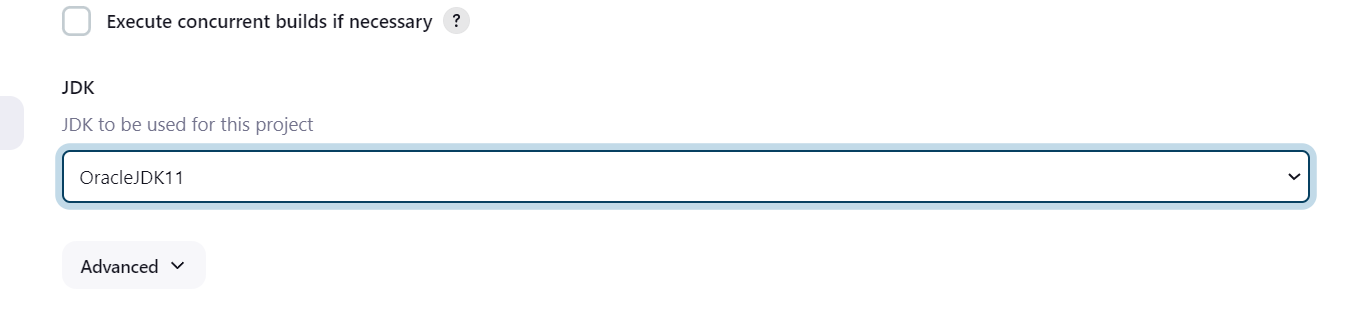 Execute concurrent builds if necessary ?
JDK
JDK to be used for this project
OracleJDK11
Advanced